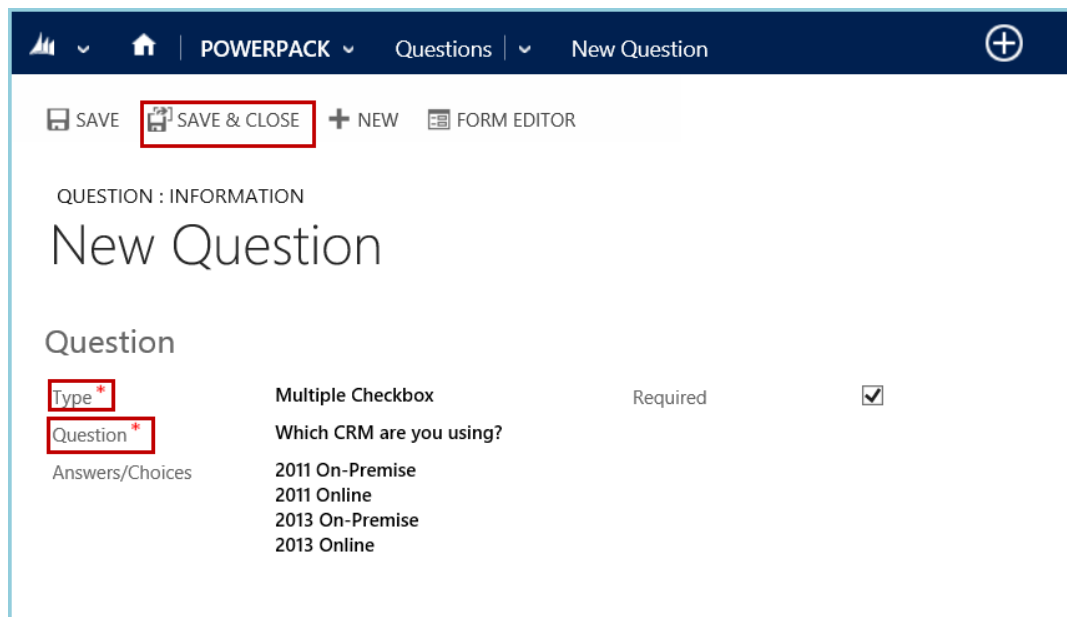 POWERPACK Questions New Question
SAVE SAVE & CLOSE NEW FORM EDITOR
QUESTION : INFORMATION
New Question
Question
Type * Multiple Checkbox Required
Question * Which CRM are you using?
Answers/Choices 2011 On-Premise
2011 Online
2013 On-Premise
2013 Online